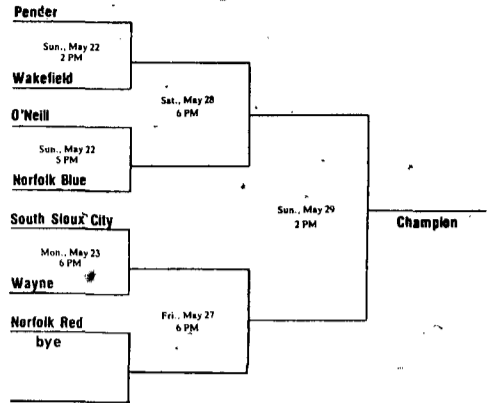 Pender
Sun., May 22
2 PM
Wakefield
Sat., May 28
6 PM
O'Neill
Sun., May 22
5 PM
Norfolk Blue
Sun., May 29
2 PM
Champion
South Sioux City
Mon., May 23
6 PM
Wayne
Fri., May 27
6 PM
Norfolk Red
bye